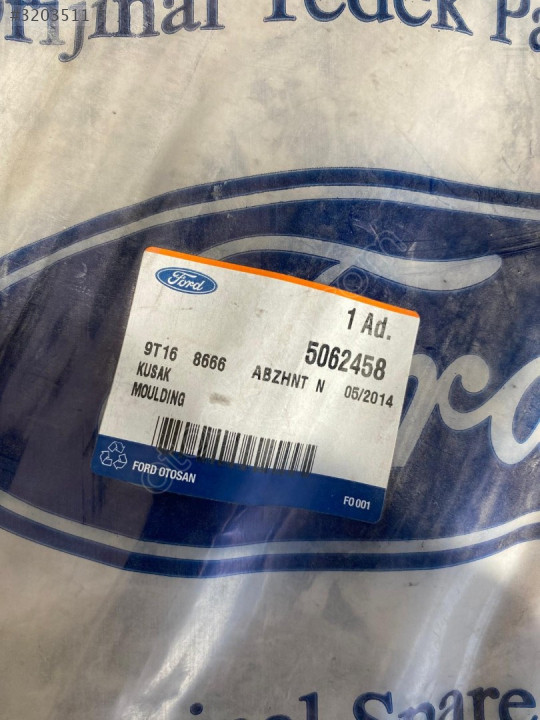 #3203511
Orijinal Yedek Pa
Ford
1 Ad.
5062458
9T16 8666 ABZHNT N 05/2014
KUSAK
MOULDING
FORD OTOSAN
FO 001
Spare